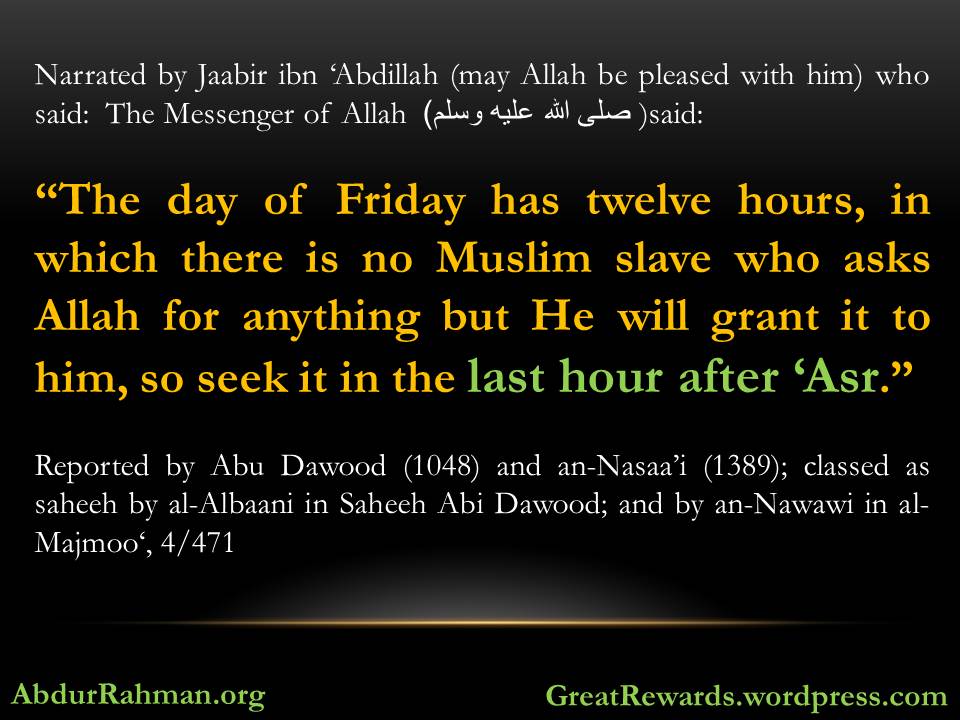 Narrated by Jaabir ibn ‘Abdillah (may Allah be pleased with him) who
said: The Messenger of Allah (صلى الله عليه وسلم )said:
“The day of Friday has twelve hours, in
which there is no Muslim slave who asks
Allah for anything but He will grant it to
him, so seek it in the last hour after ‘Asr.”
Reported by Abu Dawood (1048) and an-Nasaa’i (1389); classed as
saheeh by al-Albaani in Saheeh Abi Dawood; and by an-Nawawi in al-
Majmoo‘, 4/471
AbdurRahman.org
GreatRewards.wordpress.com